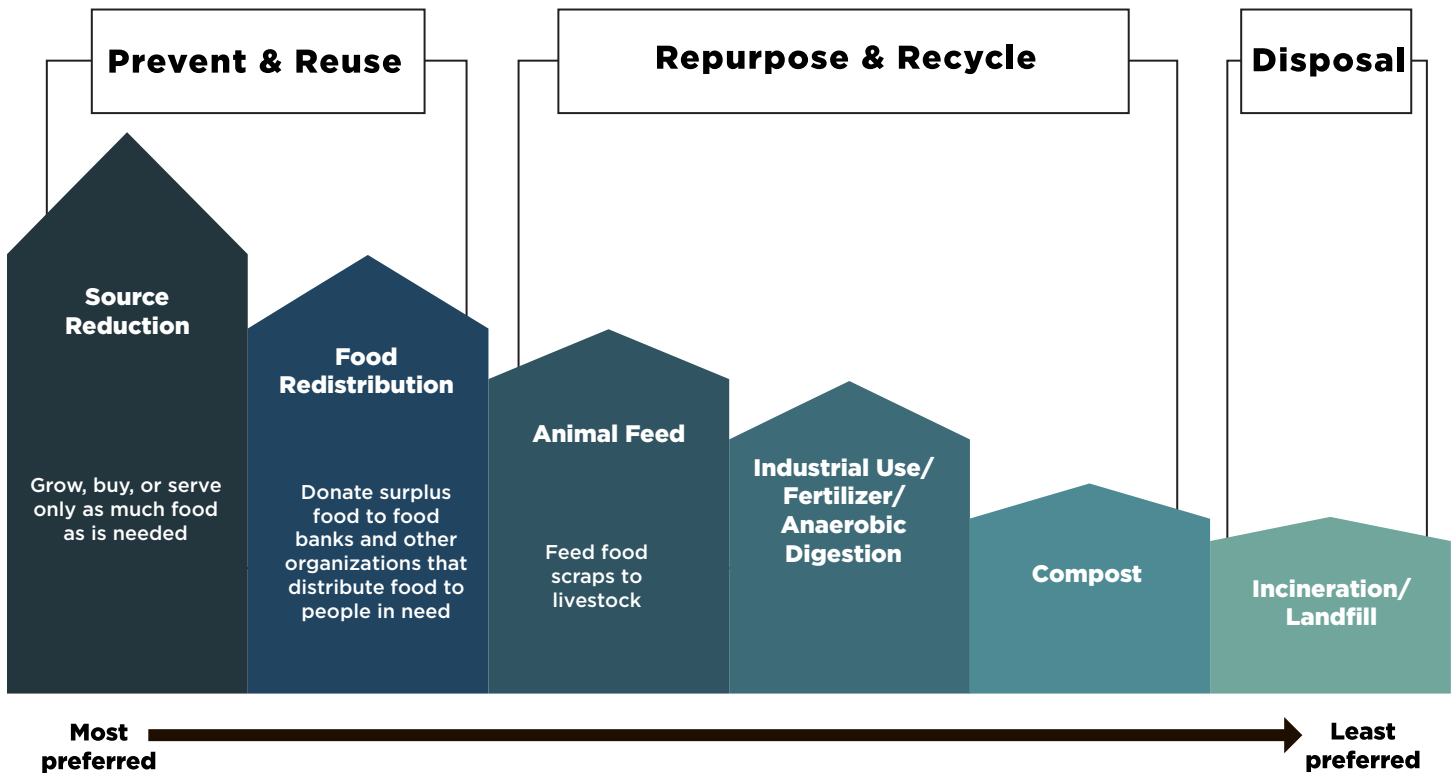 Prevent & Reuse
Repurpose & Recycle
Disposal
Source
Reduction
Grow, buy, or serve
only as much food
as is needed
Food
Redistribution
Donate surplus
food to food
banks and other
organizations that
distribute food to
people in need
Animal Feed
Feed food
scraps to
livestock
Industrial Use/
Fertilizer/
Anaerobic
Digestion
Compost
Incineration/
Landfill
Most
preferred
Least
preferred